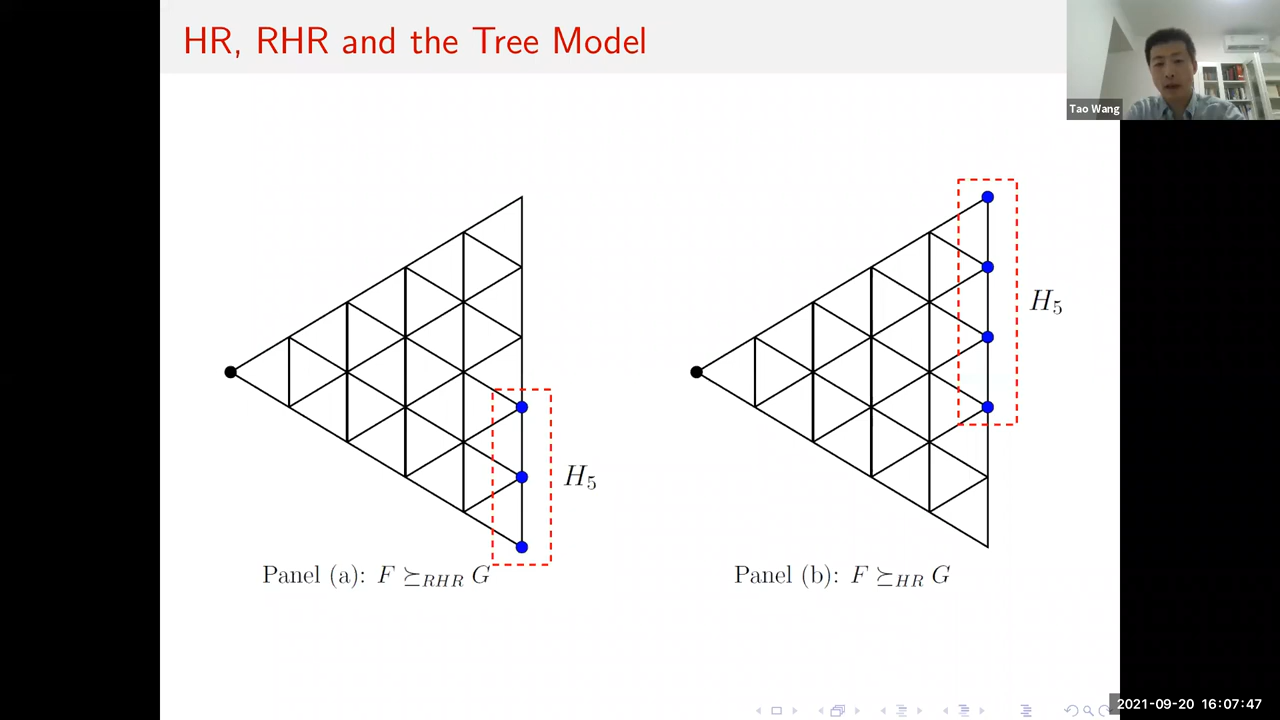 HR, RHR and the Tree Model
Tao Wang
H₅
H₅
Panel (a): F ⪰_{RHR} G
Panel (b): F ⪰_{HR} G
2021-09-20 16:07:47